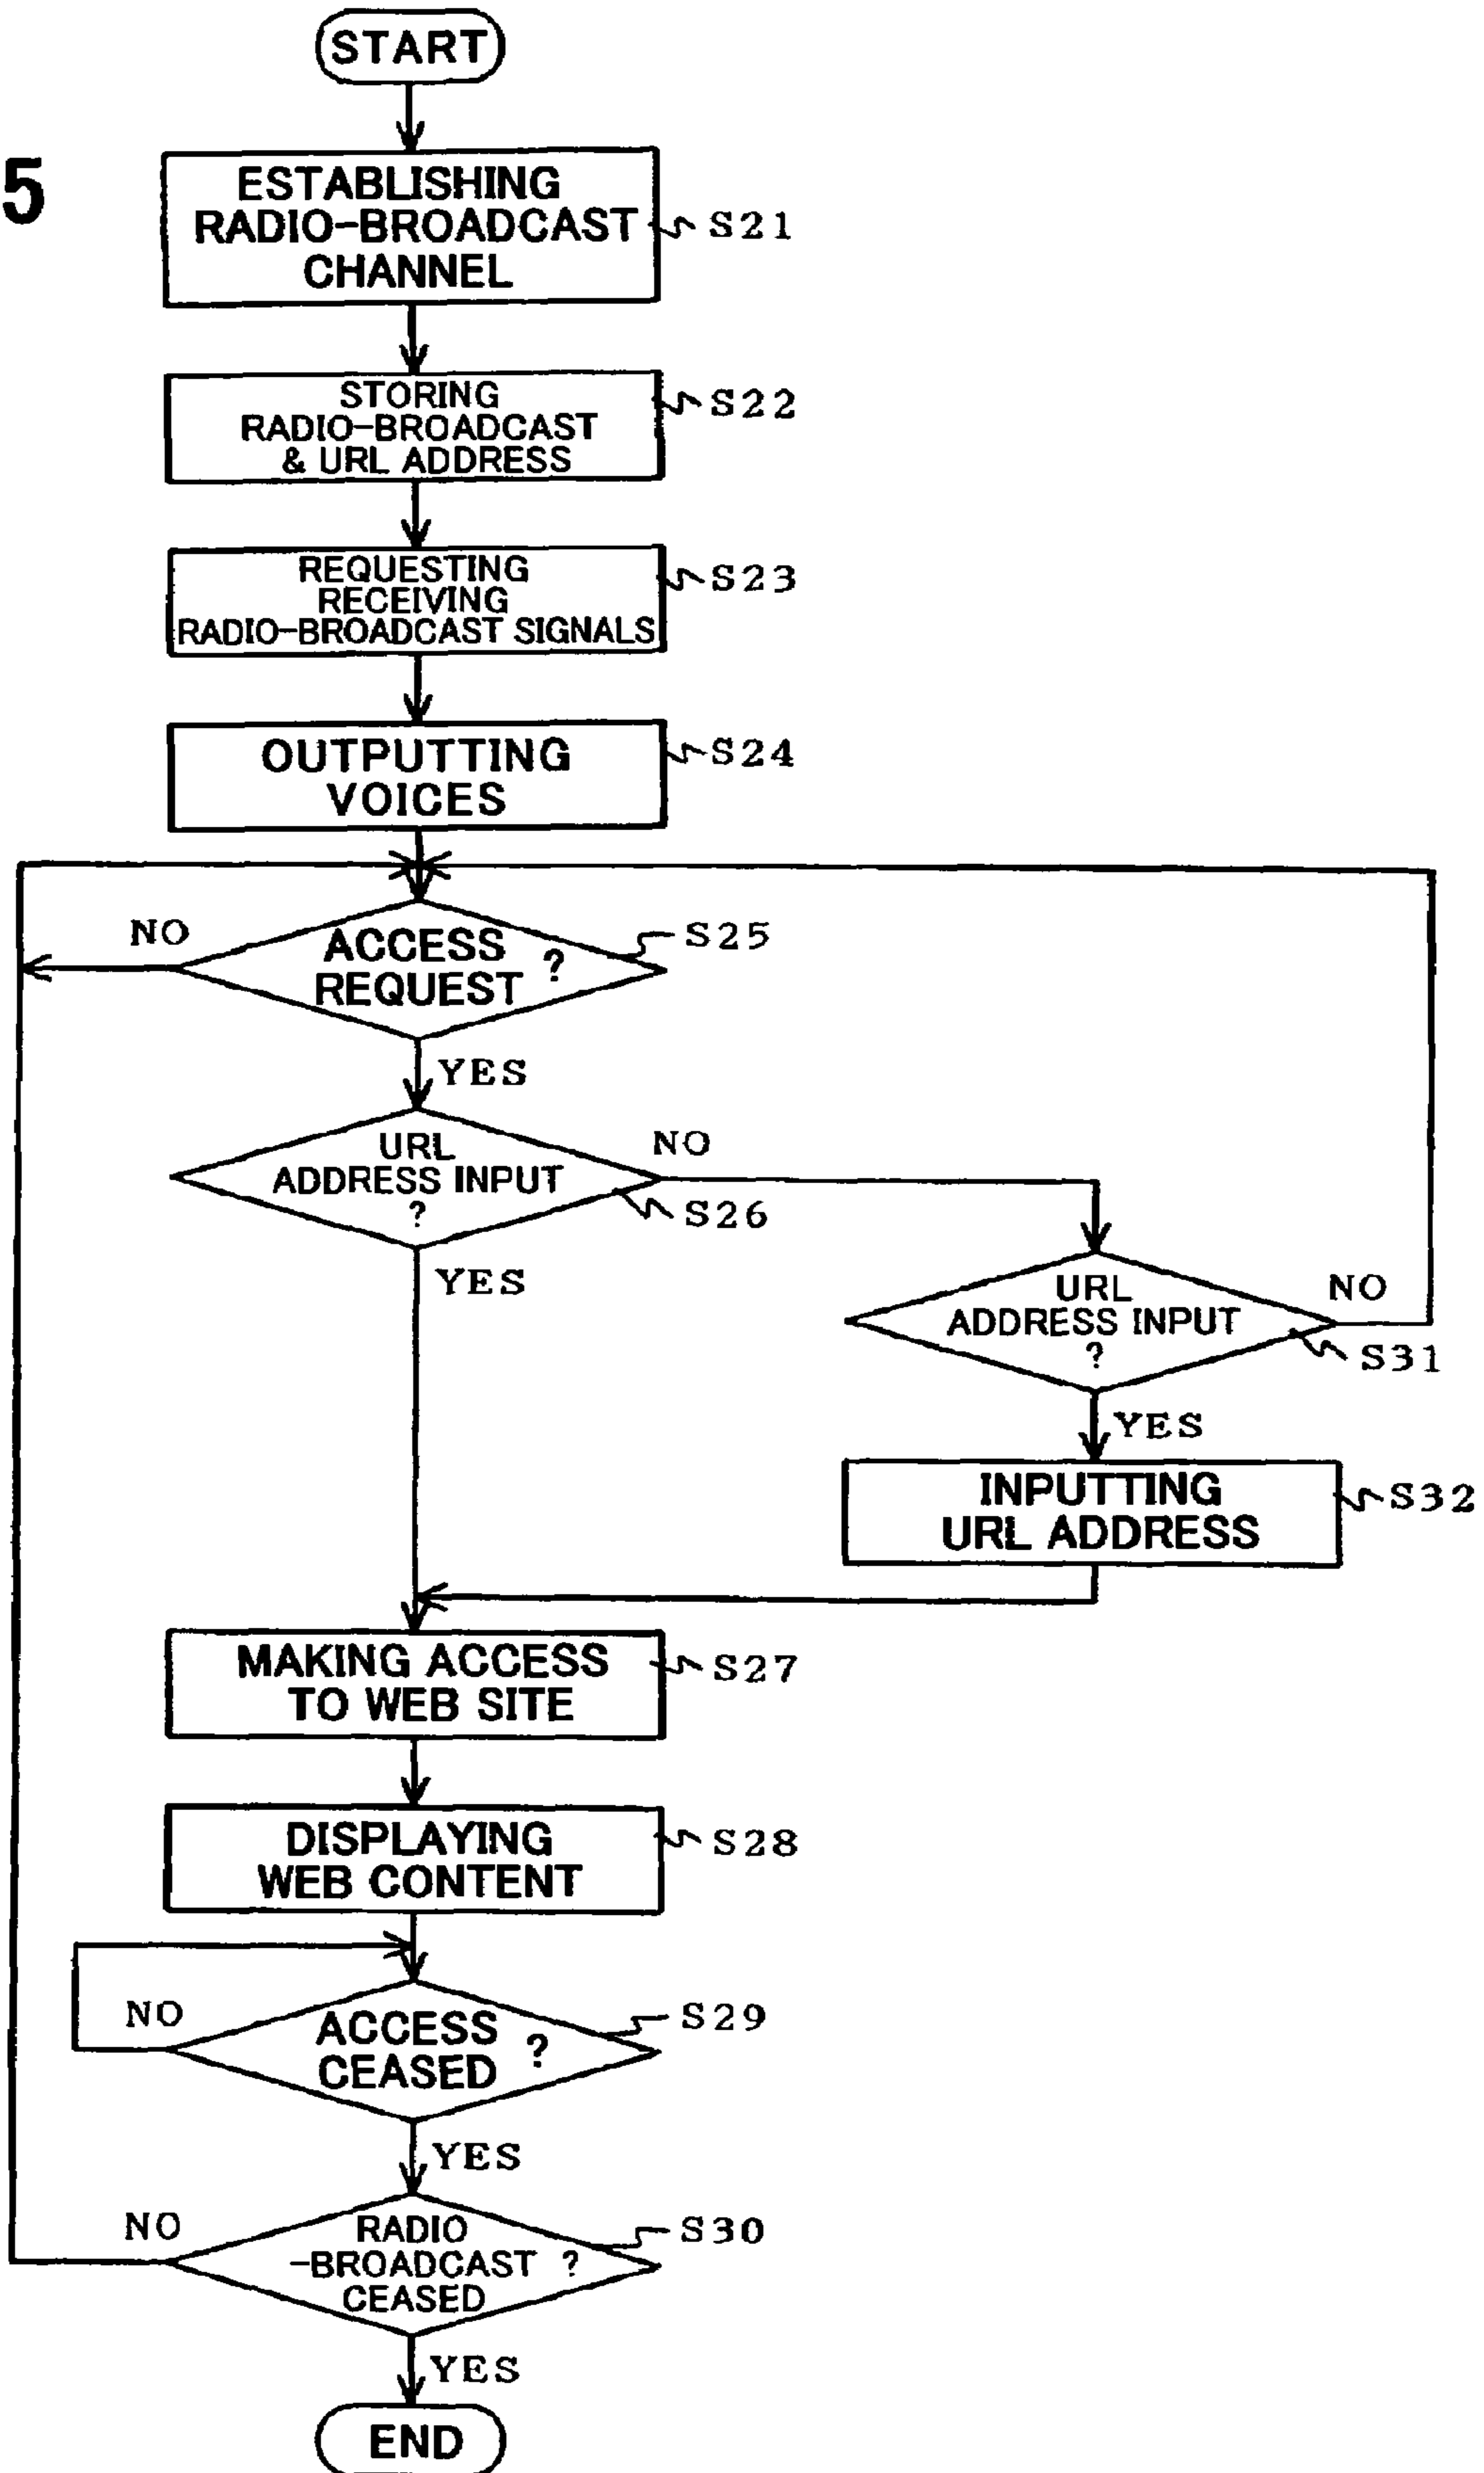 START
5
ESTABLISHING
RADIO-BROADCAST
CHANNEL
S21
STORING
RADIO-BROADCAST
& URL ADDRESS
S22
REQUESTING
RECEIVING
RADIO-BROADCAST SIGNALS
S23
OUTPUTTING
VOICES
S24
NO
ACCESS
REQUEST ?
S25
YES
URL
ADDRESS INPUT
?
NO
S26
YES
URL
ADDRESS INPUT
?
NO
S31
YES
INPUTTING
URL ADDRESS
S32
MAKING ACCESS
TO WEB SITE
S27
DISPLAYING
WEB CONTENT
S28
NO
ACCESS
CEASED ?
S29
YES
NO
RADIO
-BROADCAST ?
CEASED
S30
YES
END